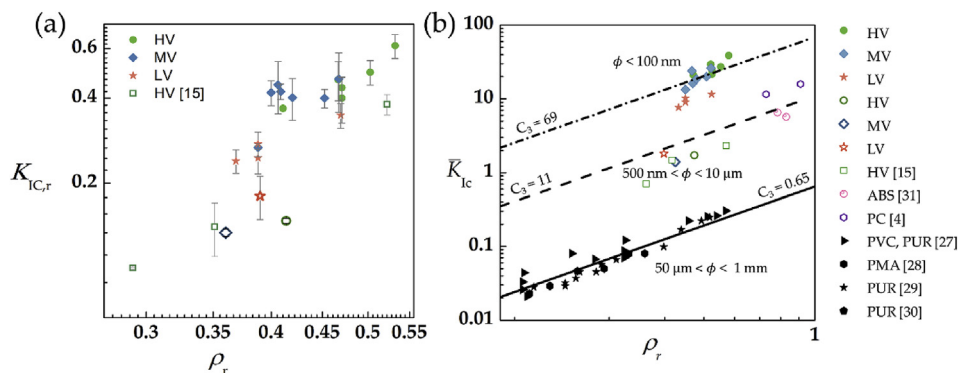 (a)
HV
MV
LV
HV [15]
0.6
0.4
0.2
K_IC,r
0.3
0.35
0.4
0.45
0.5
0.55
ρ_r
(b)
100
10
1
0.1
0.01
K̅_Ic
ϕ < 100 nm
C₃ = 69
C₃ = 11
500 nm < ϕ < 10 μm
C₃ = 0.65
50 μm < ϕ < 1 mm
ρ_r
1
HV
MV
LV
HV
MV
LV
HV [15]
ABS [31]
PC [4]
PVC, PUR [27]
PMA [28]
PUR [29]
PUR [30]